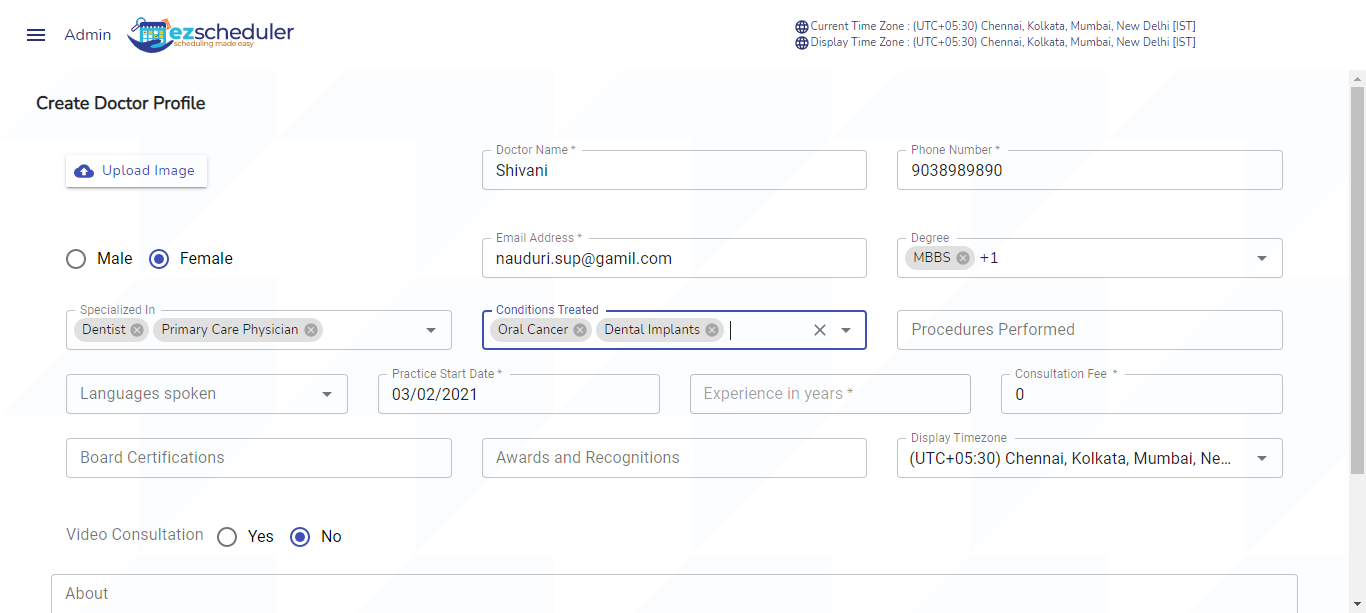 Admin
ezscheduler
scheduling made easy
Current Time Zone : (UTC+05:30) Chennai, Kolkata, Mumbai, New Delhi [IST]
Display Time Zone : (UTC+05:30) Chennai, Kolkata, Mumbai, New Delhi [IST]
Create Doctor Profile
Upload Image
Doctor Name *
Shivani
Phone Number *
9038989890
Male
Female
Email Address *
nauduri.sup@gamil.com
Degree
MBBS +1
Specialized In
Dentist Primary Care Physician
Conditions Treated
Oral Cancer Dental Implants
Procedures Performed
Languages spoken
Practice Start Date *
03/02/2021
Experience in years *
Consultation Fee *
0
Board Certifications
Awards and Recognitions
Display Timezone
(UTC+05:30) Chennai, Kolkata, Mumbai, Ne...
Video Consultation
Yes
No
About